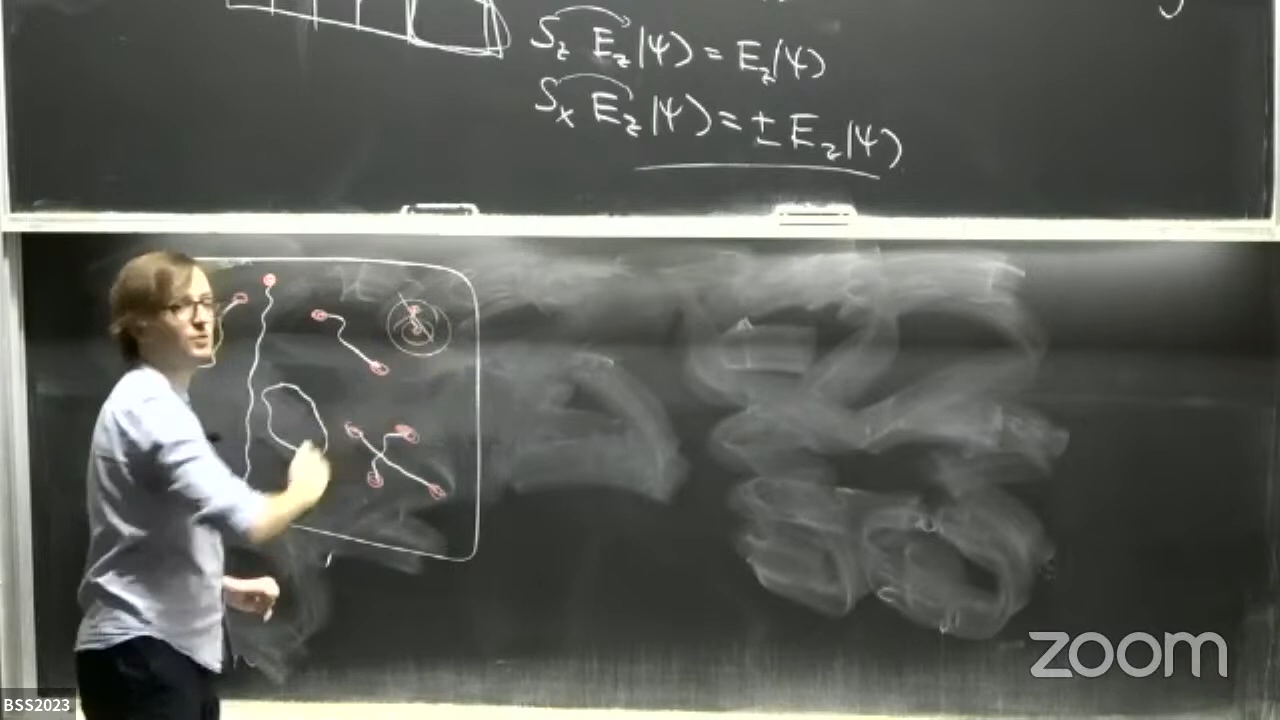 S_z E_z|ψ⟩ = E_z|ψ⟩
S_x E_z|ψ⟩ = ± E_z|ψ⟩
zoom
BSS2023